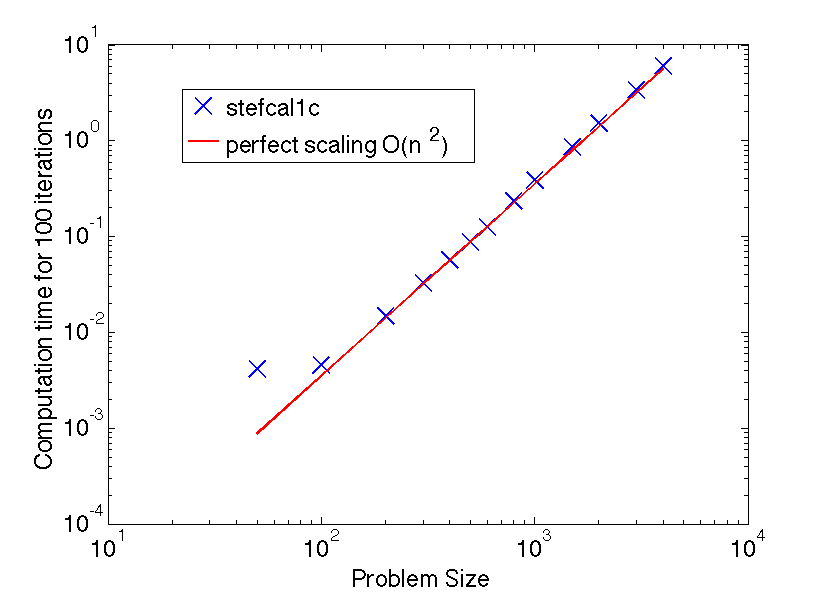 10^1
10^0
10^-1
10^-2
10^-3
10^-4
Computation time for 100 iterations
stefcal1c
perfect scaling O(n^2)
10^1 10^2 10^3 10^4
Problem Size